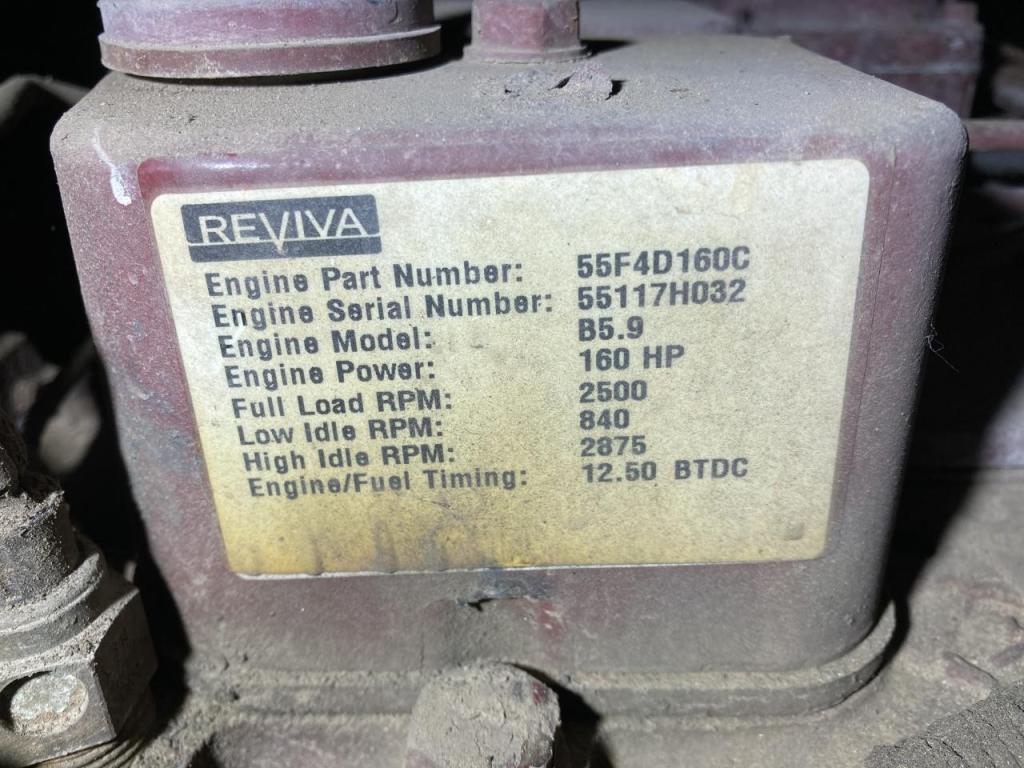 REVIVA
Engine Part Number: 55F4D160C
Engine Serial Number: 55117H032
Engine Model: B5.9
Engine Power: 160 HP
Full Load RPM: 2500
Low Idle RPM: 840
High Idle RPM: 2875
Engine/Fuel Timing: 12.50 BTDC